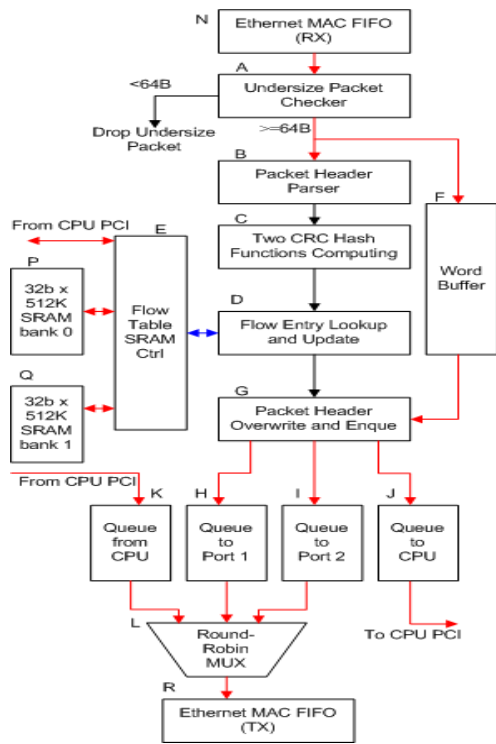 N
Ethernet MAC FIFO
(RX)
A
<64B
Undersize Packet
Checker
Drop Undersize
Packet
>=64B
B
Packet Header
Parser
F
Word
Buffer
C
Two CRC Hash
Functions Computing
From CPU PCI
E
P
32b x
512K
SRAM
bank 0
Flow
Table
SRAM
Ctrl
D
Flow Entry Lookup
and Update
Q
32b x
512K
SRAM
bank 1
G
Packet Header
Overwrite and Enque
From CPU PCI
K
H
I
J
Queue
from
CPU
Queue
to
Port 1
Queue
to
Port 2
Queue
to
CPU
L
Round-
Robin
MUX
To CPU PCI
R
Ethernet MAC FIFO
(TX)